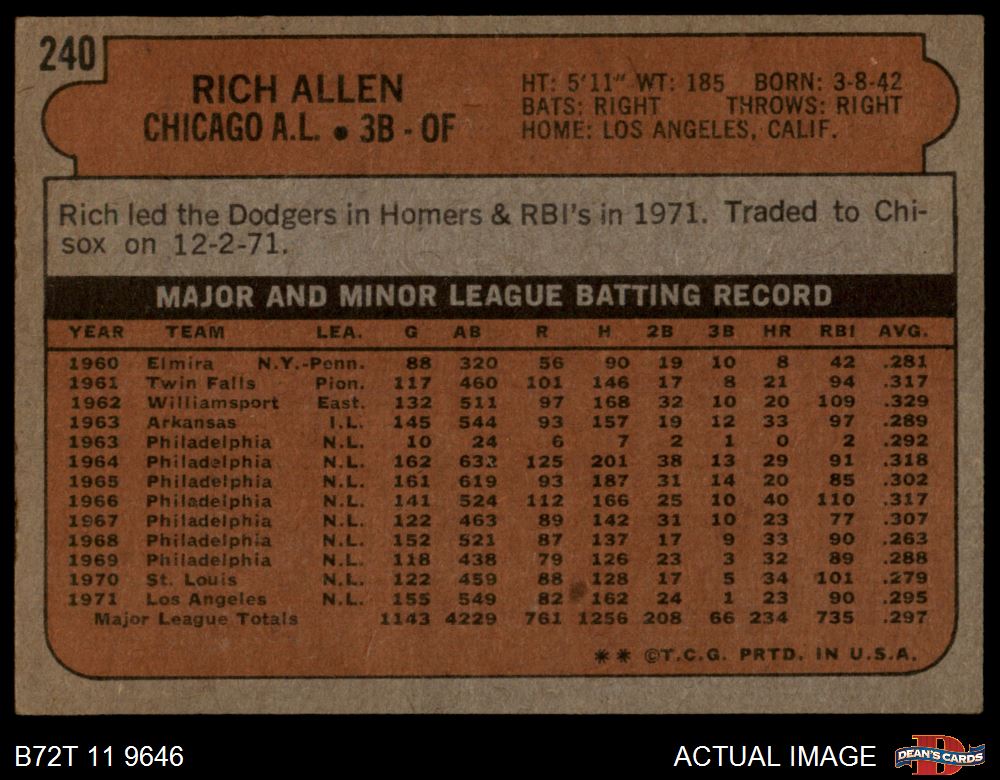 240
RICH ALLEN
CHICAGO A.L. • 3B - OF
HT: 5'11" WT: 185 BORN: 3-8-42
BATS: RIGHT THROWS: RIGHT
HOME: LOS ANGELES, CALIF.
Rich led the Dodgers in Homers & RBI's in 1971. Traded to Chi-
sox on 12-2-71.
MAJOR AND MINOR LEAGUE BATTING RECORD
YEAR TEAM LEA. G AB R H 2B 3B HR RBI AVG.
1960 Elmira N.Y.-Penn. 88 320 56 90 19 10 8 42 .281
1961 Twin Falls Pion. 117 460 101 146 17 8 21 94 .317
1962 Williamsport East. 132 511 97 168 32 10 20 109 .329
1963 Arkansas I.L. 145 544 93 157 19 12 33 97 .289
1963 Philadelphia N.L. 10 24 6 7 2 1 0 2 .292
1964 Philadelphia N.L. 162 632 125 201 38 13 29 91 .318
1965 Philadelphia N.L. 161 619 93 187 31 14 20 85 .302
1966 Philadelphia N.L. 141 524 112 166 25 10 40 110 .317
1967 Philadelphia N.L. 122 463 89 142 31 10 23 77 .307
1968 Philadelphia N.L. 152 521 87 137 17 9 33 90 .263
1969 Philadelphia N.L. 118 438 79 126 23 3 32 89 .288
1970 St. Louis N.L. 122 459 88 128 17 5 34 101 .279
1971 Los Angeles N.L. 155 549 82 162 24 1 23 90 .295
Major League Totals 1143 4229 761 1256 208 66 234 735 .297
** ©T.C.G. PRTD. IN U.S.A.
B72T 11 9646
ACTUAL IMAGE
D
DEAN'S CARDS